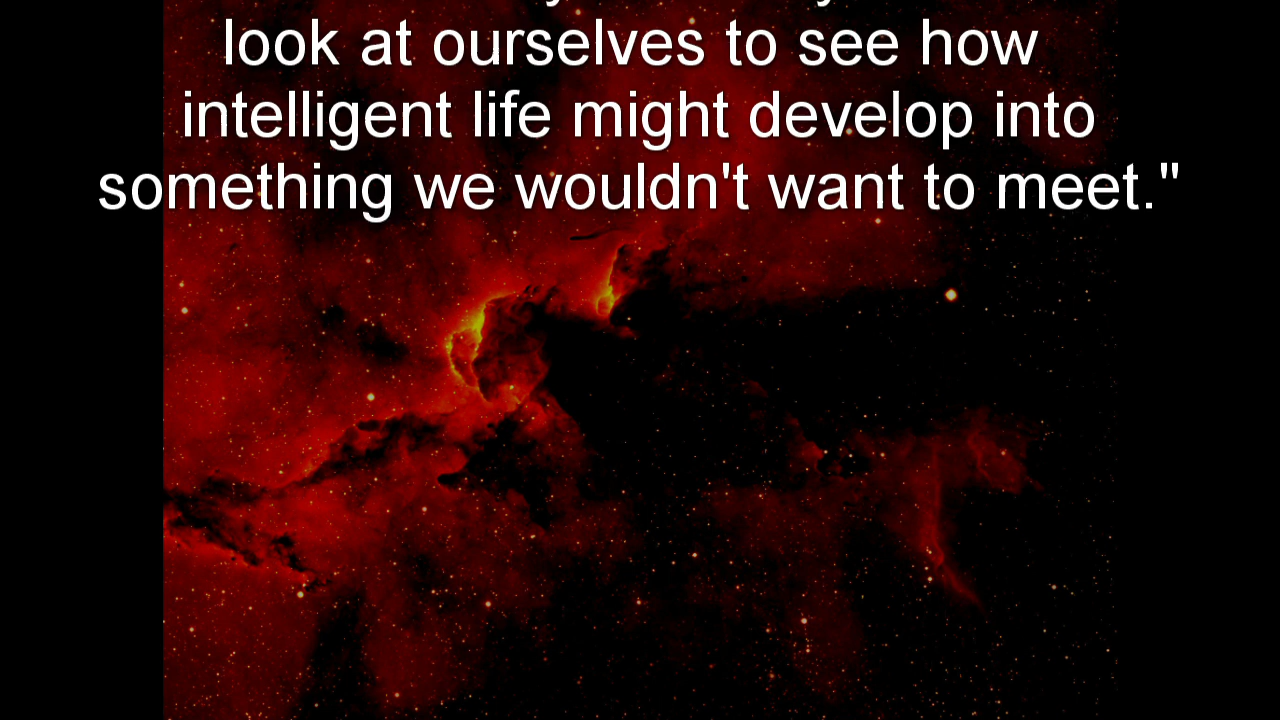 look at ourselves to see how
intelligent life might develop into
something we wouldn't want to meet."